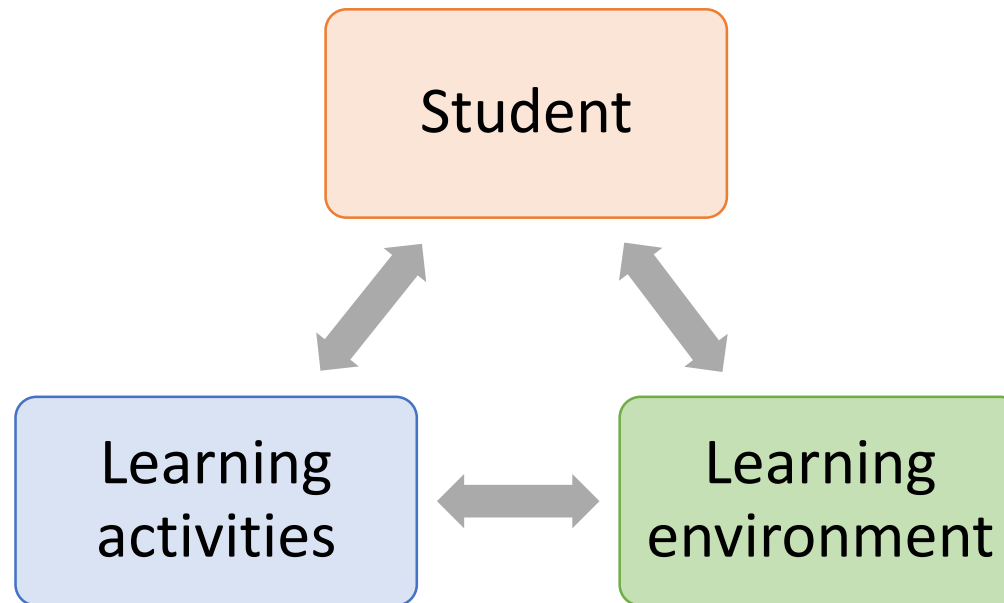 Student
Learning
activities
Learning
environment